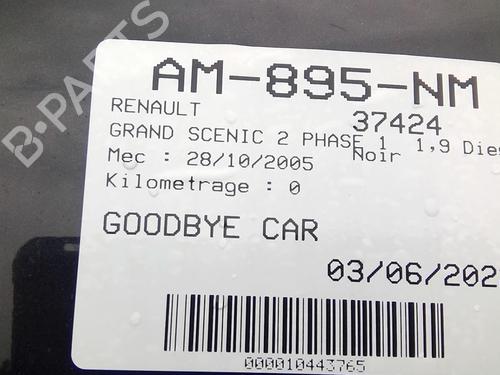 B-PARTS
AM-895-NM
RENAULT 37424
GRAND SCENIC 2 PHASE 1 1,9 Dies
Mec : 28/10/2005 Noir
Kilometrage : 0
GOODBYE CAR
03/06/202
000010443765